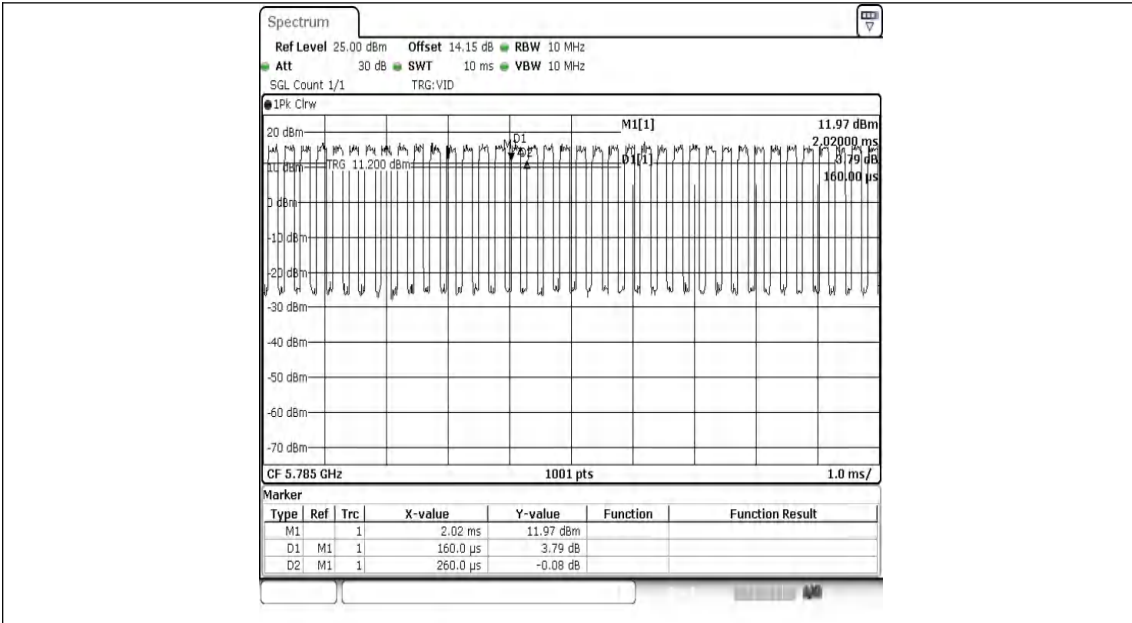 Spectrum
Ref Level 25.00 dBm Offset 14.15 dB RBW 10 MHz
Att 30 dB SWT 10 ms VBW 10 MHz
SGL Count 1/1 TRG:VID
1Pk Clrw
M1[1] 11.97 dBm
2.02000 ms
D1[1] 3.79 dB
160.00 µs
20 dBm
D1
D2
10 dBm
TRG 11.200 dBm
0 dBm
-10 dBm
-20 dBm
-30 dBm
-40 dBm
-50 dBm
-60 dBm
-70 dBm
CF 5.785 GHz 1001 pts 1.0 ms/
Marker
Type Ref Trc X-value Y-value Function Function Result
M1 1 2.02 ms 11.97 dBm
D1 M1 1 160.0 µs 3.79 dB
D2 M1 1 260.0 µs -0.08 dB